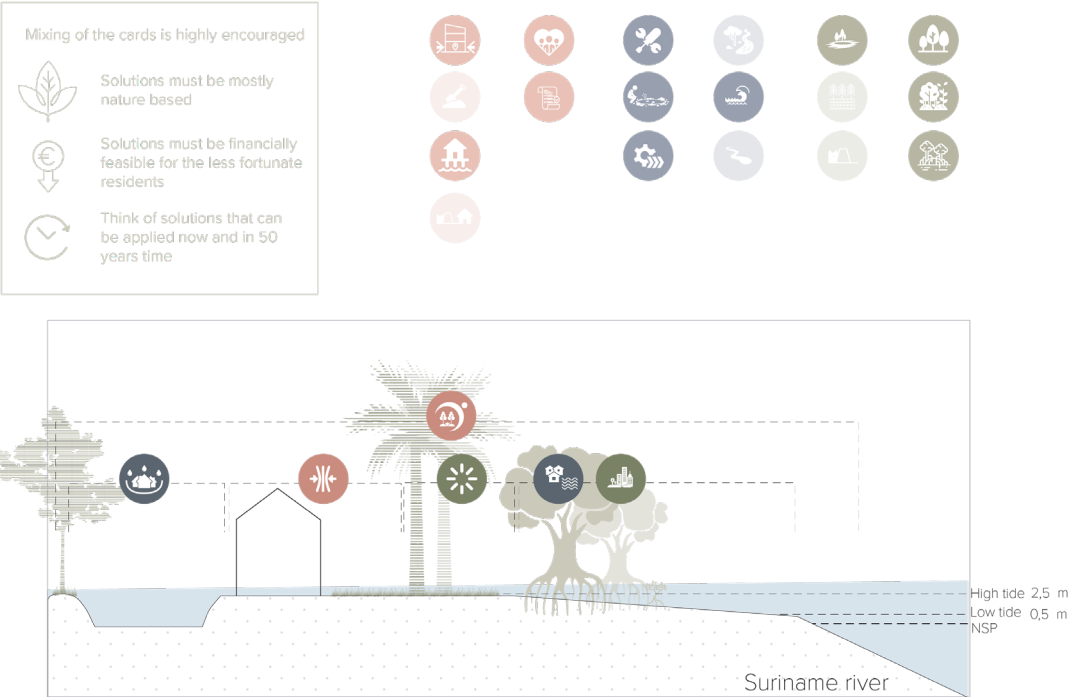 Mixing of the cards is highly encouraged
Solutions must be mostly
nature based
Solutions must be financially
feasible for the less fortunate
residents
Think of solutions that can
be applied now and in 50
years time
High tide 2,5 m
Low tide 0,5 m
NSP
Suriname river